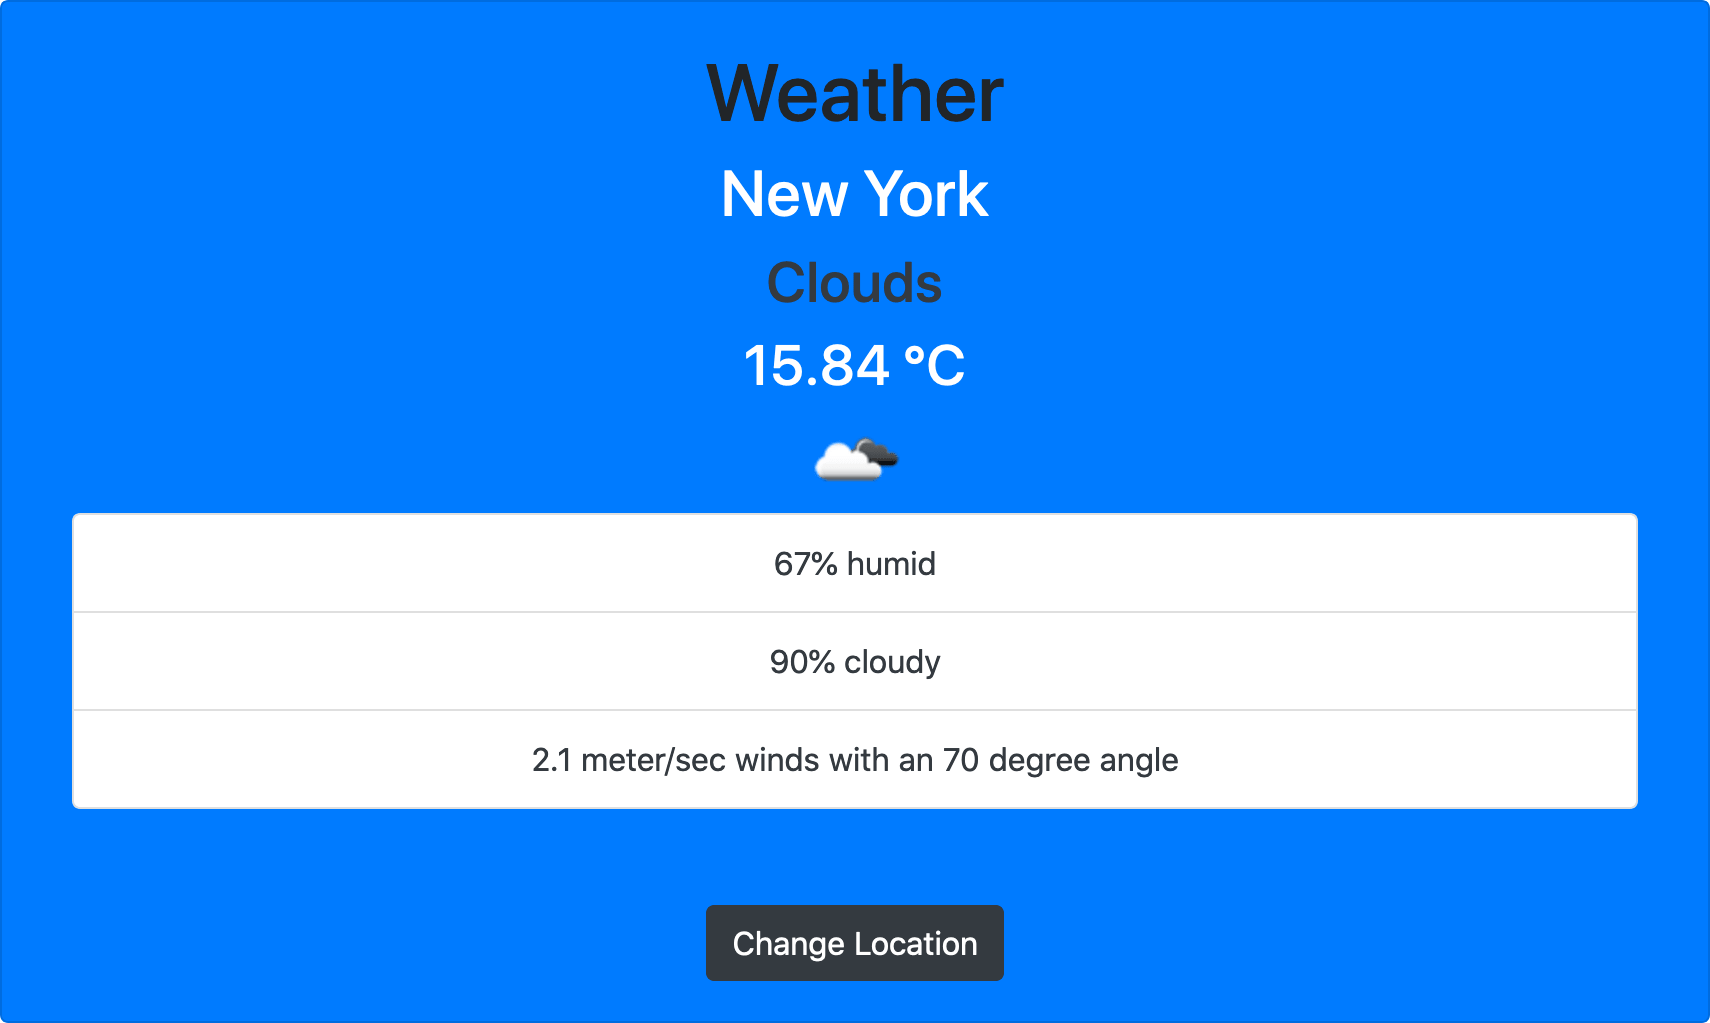 Weather
New York
Clouds
15.84 °C
67% humid
90% cloudy
2.1 meter/sec winds with an 70 degree angle
Change Location